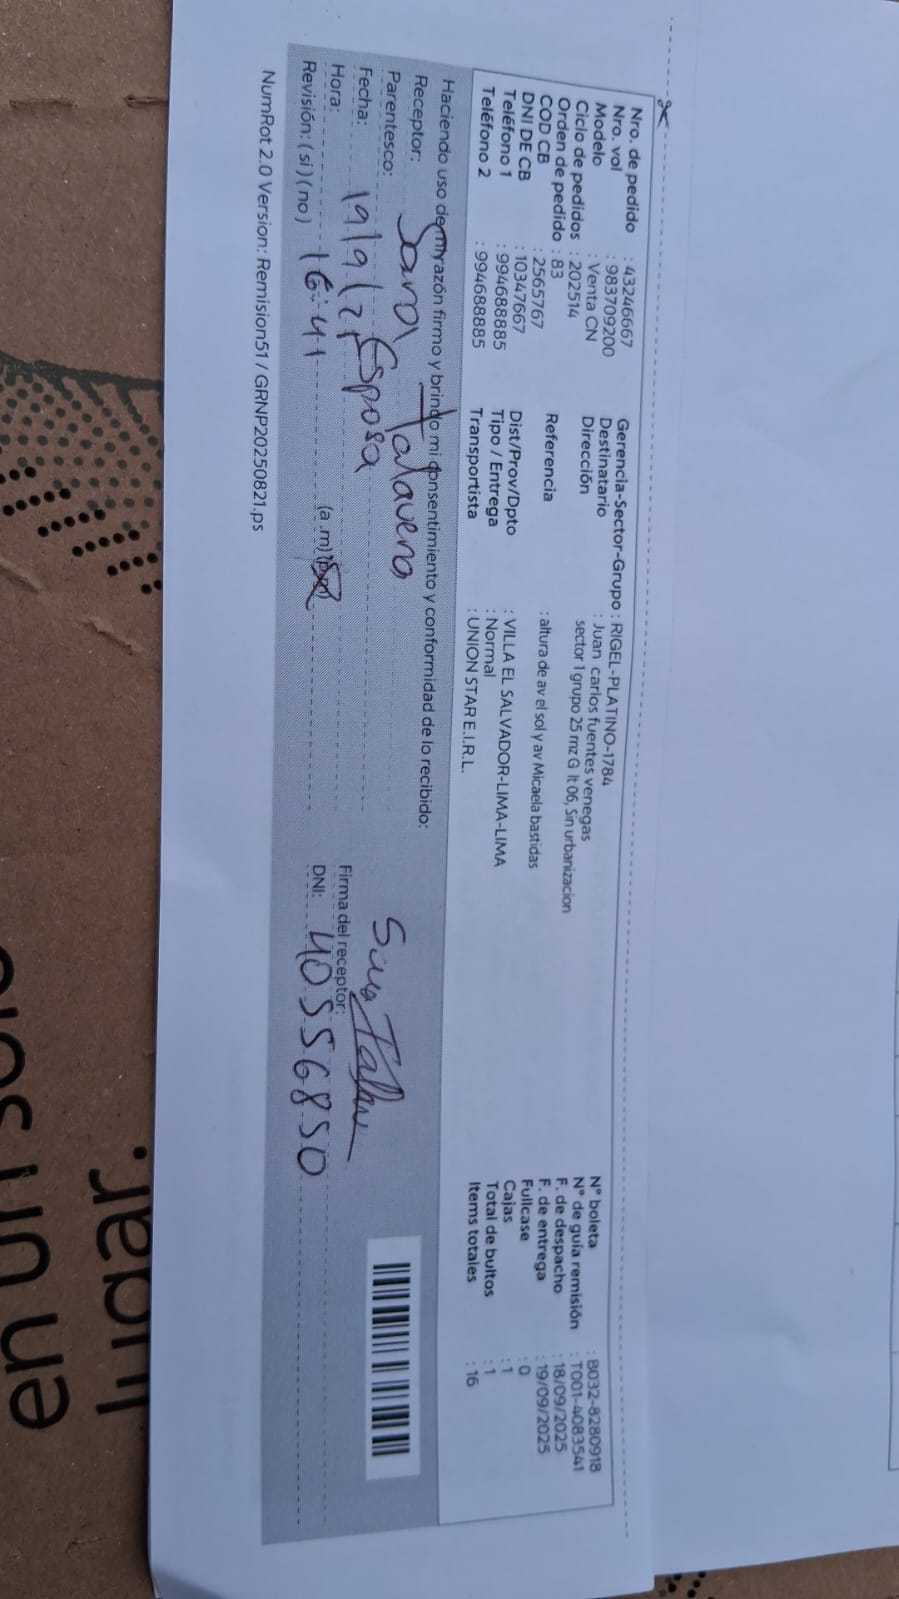 Nro. de pedido : 43246667
Nro. vol : 983709200
Modelo : Venta CN
Ciclo de pedidos : 202514
Orden de pedido : 83
COD CB : 2565767
DNI DE CB : 10347667
Teléfono 1 : 994688885
Teléfono 2 : 994688885
Gerencia-Sector-Grupo : RIGEL-PLATINO-1784
Destinatario : Juan carlos fuentes venegas
Dirección sector 1 grupo 25 mz G lt 06, Sin urbanizacion
Referencia : altura de av el sol y av Micaela bastidas
Dist/Prov/Dpto : VILLA EL SALVADOR-LIMA-LIMA
Tipo / Entrega : Normal
Transportista : UNION STAR E.I.R.L.
N° boleta : B032-8280918
N° de guía remisión : T001-4083541
F. de despacho : 18/09/2025
F. de entrega : 19/09/2025
Fullcase : 0
Cajas : 1
Total de bultos : 1
Items totales : 16
Haciendo uso de mi razón firmo y brindo mi consentimiento y conformidad de lo recibido:
Receptor: Sara Talavera
Parentesco: Esposa
Fecha: 19/9/25
Hora: 16:41 (a.m) (p.m)
Revisión: (si) (no)
Firma del receptor:
DNI: 40556850
NumRot 2.0 Version: Remision51 / GRNP20250821.ps
lugar.
en un solo